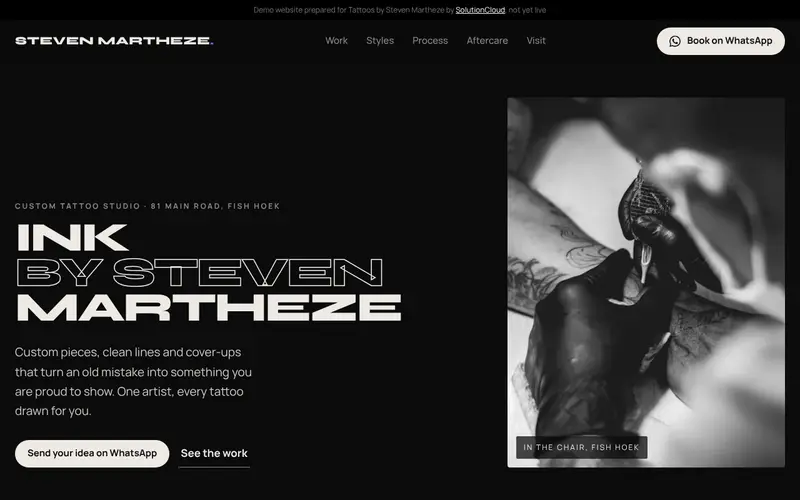 Demo website prepared for Tattoos by Steven Martheze by SolutionCloud, not yet live
STEVEN MARTHEZE.
Work
Styles
Process
Aftercare
Visit
Book on WhatsApp
CUSTOM TATTOO STUDIO · 81 MAIN ROAD, FISH HOEK
INK
BY STEVEN
MARTHEZE
Custom pieces, clean lines and cover-ups
that turn an old mistake into something you
are proud to show. One artist, every tattoo
drawn for you.
Send your idea on WhatsApp
See the work
IN THE CHAIR, FISH HOEK